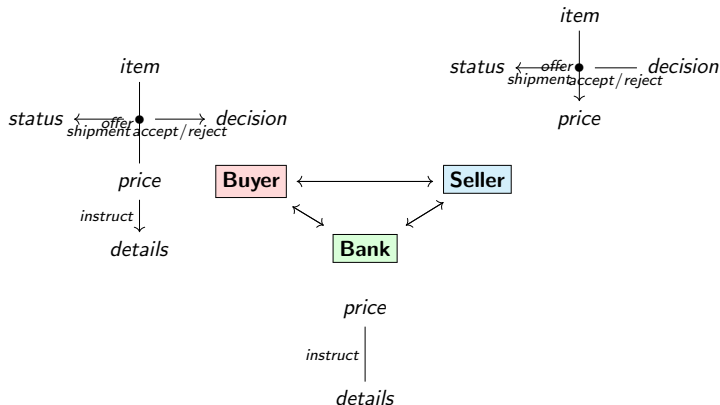 item
status
offer
shipment
accept/reject
decision
price
instruct
details
item
status
offer
shipment
accept/reject
decision
price
Buyer
Seller
Bank
price
instruct
details